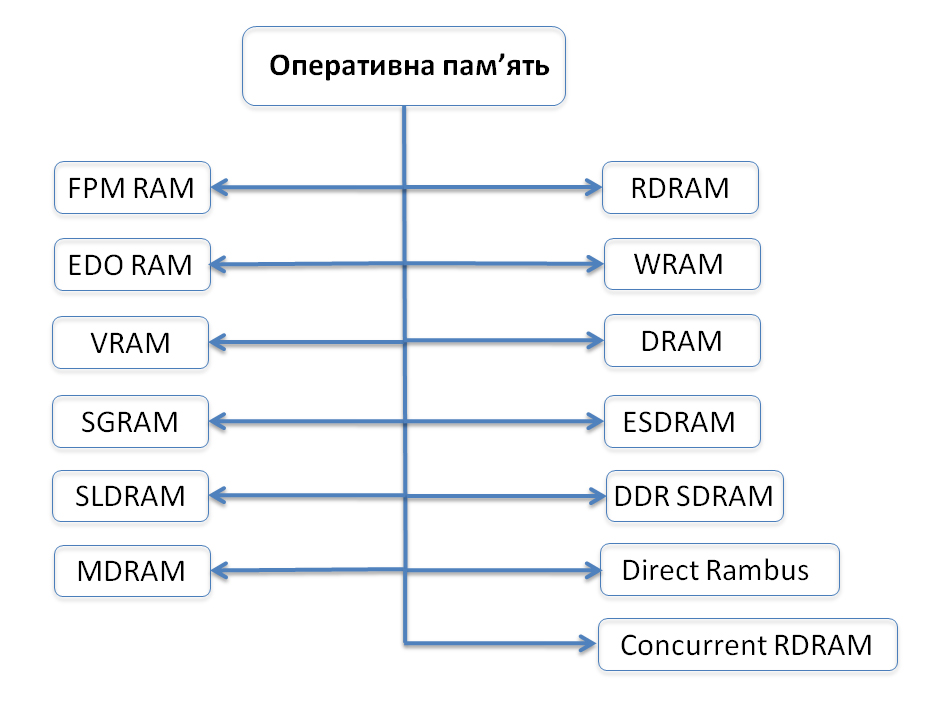 Оперативна пам’ять
FPM RAM
RDRAM
EDO RAM
WRAM
VRAM
DRAM
SGRAM
ESDRAM
SLDRAM
DDR SDRAM
MDRAM
Direct Rambus
Concurrent RDRAM